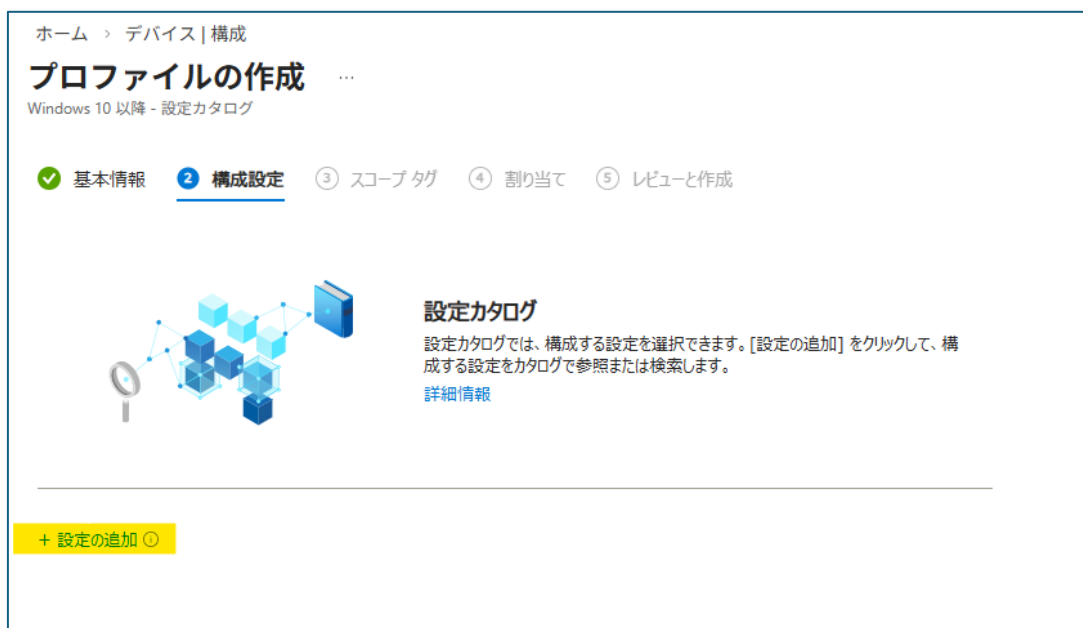 ホーム > デバイス | 構成
プロファイルの作成 …
Windows 10 以降 - 設定カタログ
基本情報 2 構成設定 3 スコープ タグ 4 割り当て 5 レビューと作成
設定カタログ
設定カタログでは、構成する設定を選択できます。[設定の追加] をクリックして、構
成する設定をカタログで参照または検索します。
詳細情報
+ 設定の追加